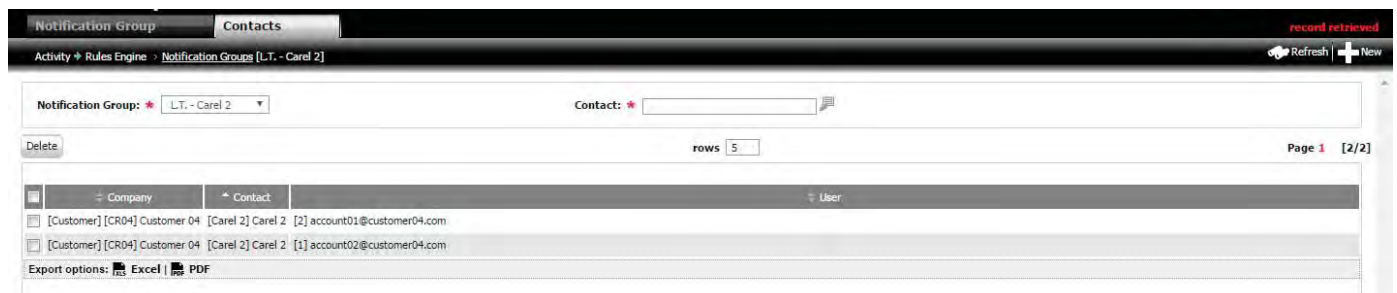 Notification Group Contacts
record retrieved
Activity Rules Engine > Notification Groups [L.T. - Carel 2] Refresh | New
Notification Group: * L.T. - Carel 2 Contact: *
Delete rows 5 Page 1 [2/2]
Company Contact User
[Customer] [CR04] Customer 04 [Carel 2] Carel 2 [2] account01@customer04.com
[Customer] [CR04] Customer 04 [Carel 2] Carel 2 [1] account02@customer04.com
Export options: XLS Excel | PDF PDF